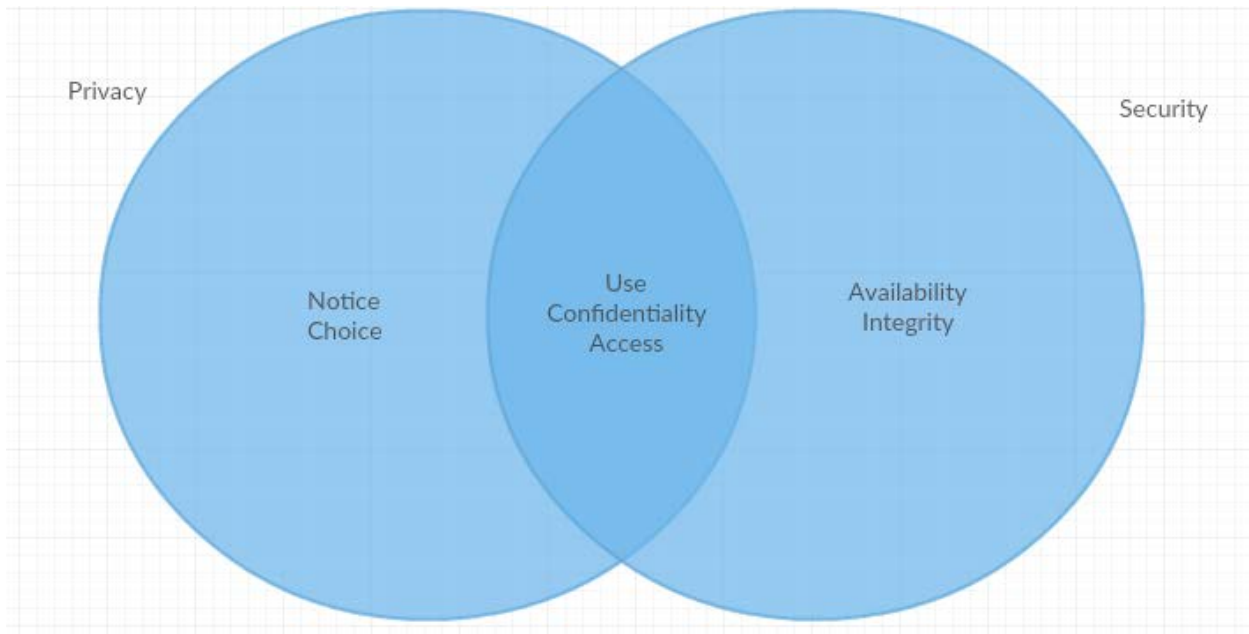 Privacy
Security
Notice
Choice
Use
Confidentiality
Access
Availability
Integrity